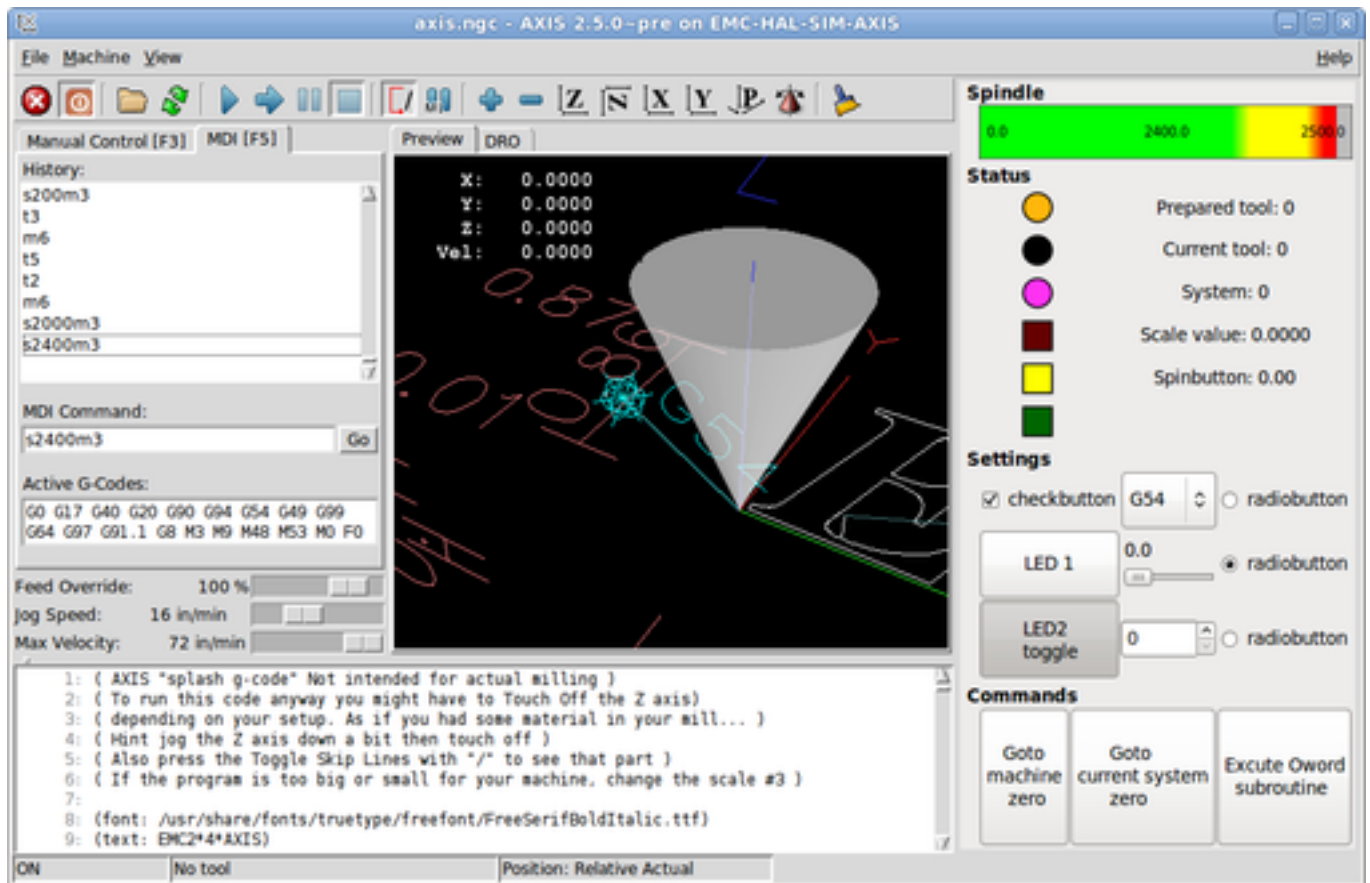 axis.ngc - AXIS 2.5.0~pre on EMC-HAL-SIM-AXIS
File Machine View Help
Z N X Y P
Manual Control [F3] MDI [F5]
History:
s200m3
t3
m6
t5
t2
m6
s2000m3
s2400m3
MDI Command:
s2400m3 Go
Active G-Codes:
G0 G17 G40 G20 G90 G94 G54 G49 G99
G64 G97 G91.1 G8 M3 M9 M48 M53 M0 F0
Feed Override: 100 %
Jog Speed: 16 in/min
Max Velocity: 72 in/min
Preview DRO
X: 0.0000
Y: 0.0000
Z: 0.0000
Vel: 0.0000
G54
Y
1: ( AXIS "splash g-code" Not intended for actual milling )
2: ( To run this code anyway you might have to Touch Off the Z axis)
3: ( depending on your setup. As if you had some material in your mill... )
4: ( Hint jog the Z axis down a bit then touch off )
5: ( Also press the Toggle Skip Lines with "/" to see that part )
6: ( If the program is too big or small for your machine, change the scale #3 )
7:
8: (font: /usr/share/fonts/truetype/freefont/FreeSerifBoldItalic.ttf)
9: (text: EMC2*4*AXIS)
ON No tool Position: Relative Actual
Spindle
0.0 2400.0 2500.0
Status
Prepared tool: 0
Current tool: 0
System: 0
Scale value: 0.0000
Spinbutton: 0.00
Settings
checkbutton G54 radiobutton
LED 1 0.0 radiobutton
LED2
toggle 0 radiobutton
Commands
Goto
machine
zero
Goto
current system
zero
Excute Oword
subroutine